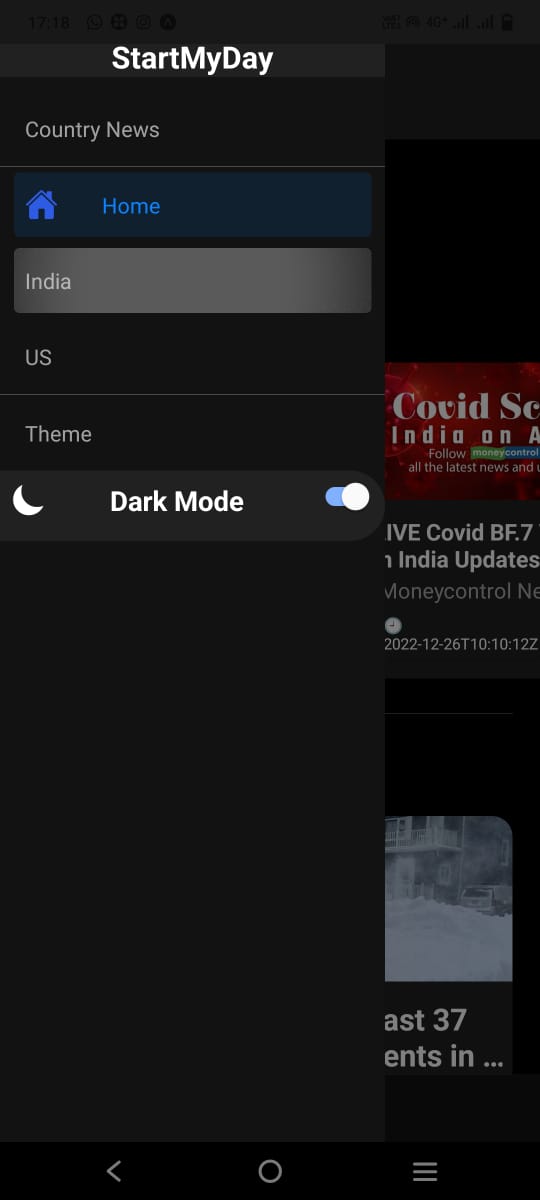 17:18
4G+
StartMyDay
Country News
Home
India
US
Theme
Dark Mode
Covid Sc
India on A
Follow moneycontrol
all the latest news and u
IVE Covid BF.7
n India Updates
Moneycontrol Ne
2022-12-26T10:10:12Z
ast 37
ents in ...